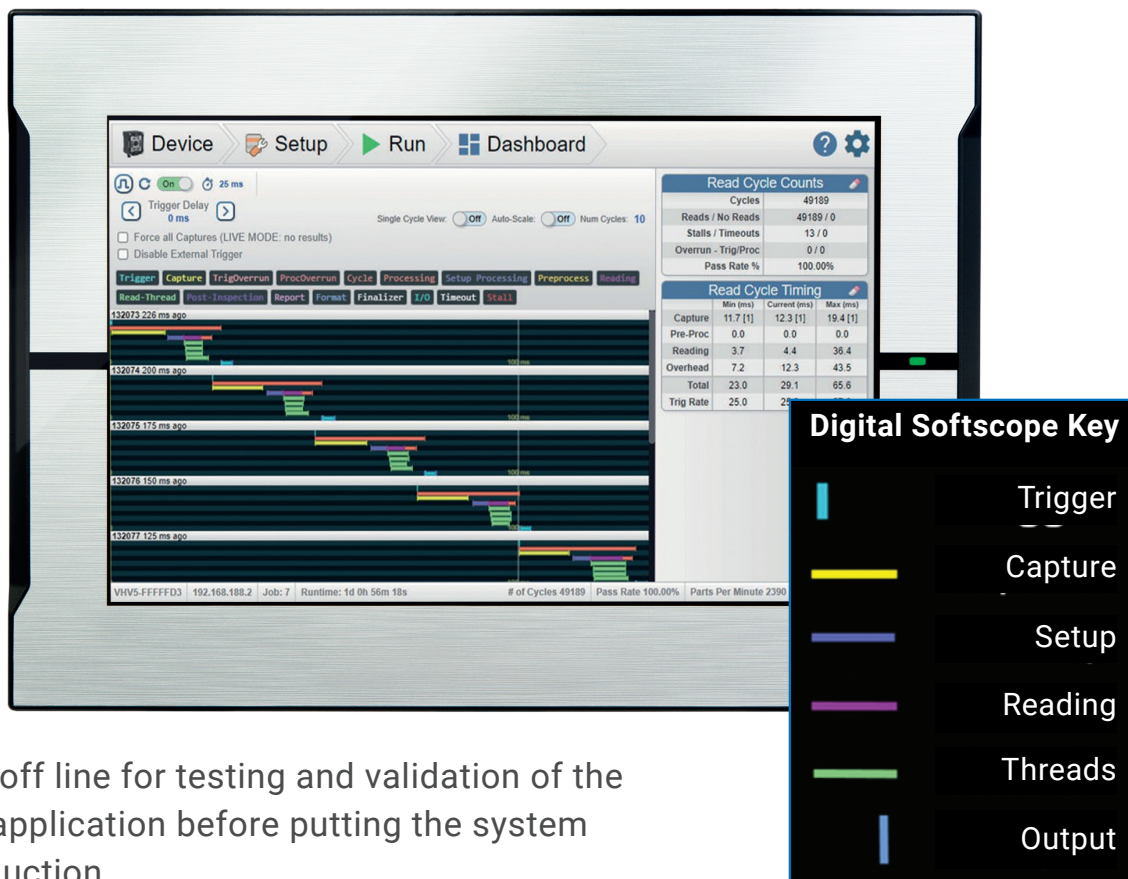 Device Setup Run Dashboard ?
On 25 ms
Trigger Delay
0 ms
Single Cycle View: Off Auto-Scale: Off Num Cycles: 10
Force all Captures (LIVE MODE: no results)
Disable External Trigger
Trigger Capture TrigOverrun ProcOverrun Cycle Processing Setup Processing Preprocess Reading
Read-Thread Post-Inspection Report Format Finalizer I/O Timeout Stall
132073 226 ms ago
100 ms
132074 200 ms ago
100 ms
132075 175 ms ago
100 ms
132076 150 ms ago
132077 125 ms ago
Read Cycle Counts
Cycles 49189
Reads / No Reads 49189 / 0
Stalls / Timeouts 13 / 0
Overrun - Trig/Proc 0 / 0
Pass Rate % 100.00%
Read Cycle Timing
Min (ms) Current (ms) Max (ms)
Capture 11.7 [1] 12.3 [1] 19.4 [1]
Pre-Proc 0.0 0.0 0.0
Reading 3.7 4.4 36.4
Overhead 7.2 12.3 43.5
Total 23.0 29.1 65.6
Trig Rate 25.0
VHV5-FFFFFD3 192.168.188.2 Job: 7 Runtime: 1d 0h 56m 18s # of Cycles 49189 Pass Rate 100.00% Parts Per Minute 2390
Digital Softscope Key
Trigger
Capture
Setup
Reading
Threads
Output
off line for testing and validation of the
application before putting the system
uction